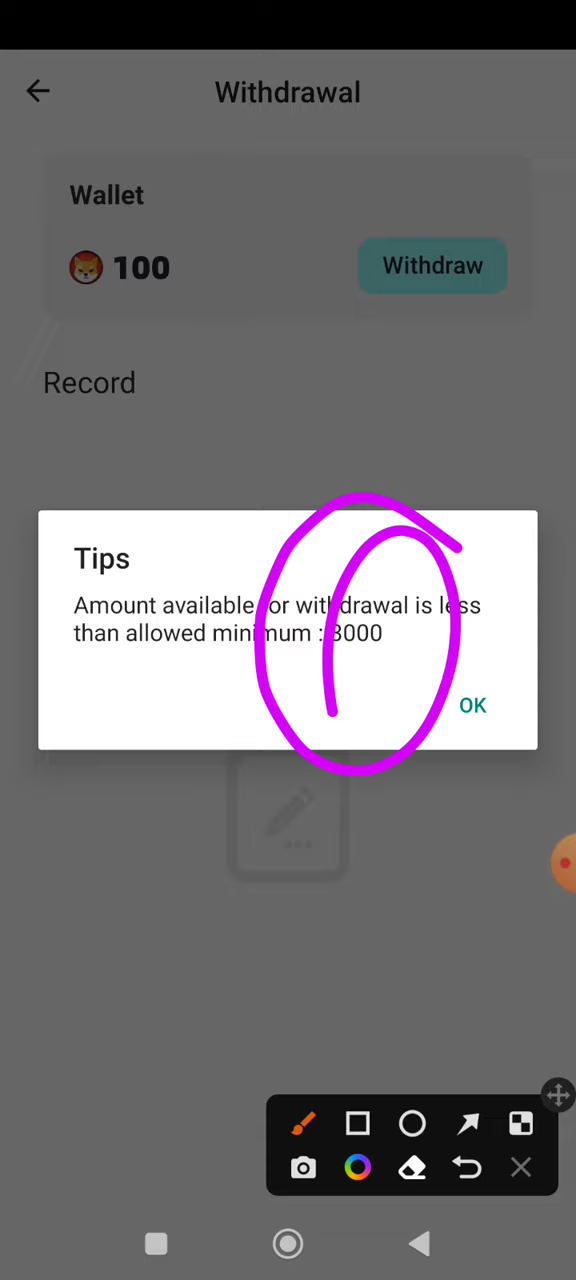 Withdrawal
Wallet
100
Withdraw
Record
Tips
Amount available for withdrawal is less
than allowed minimum : 3000
OK